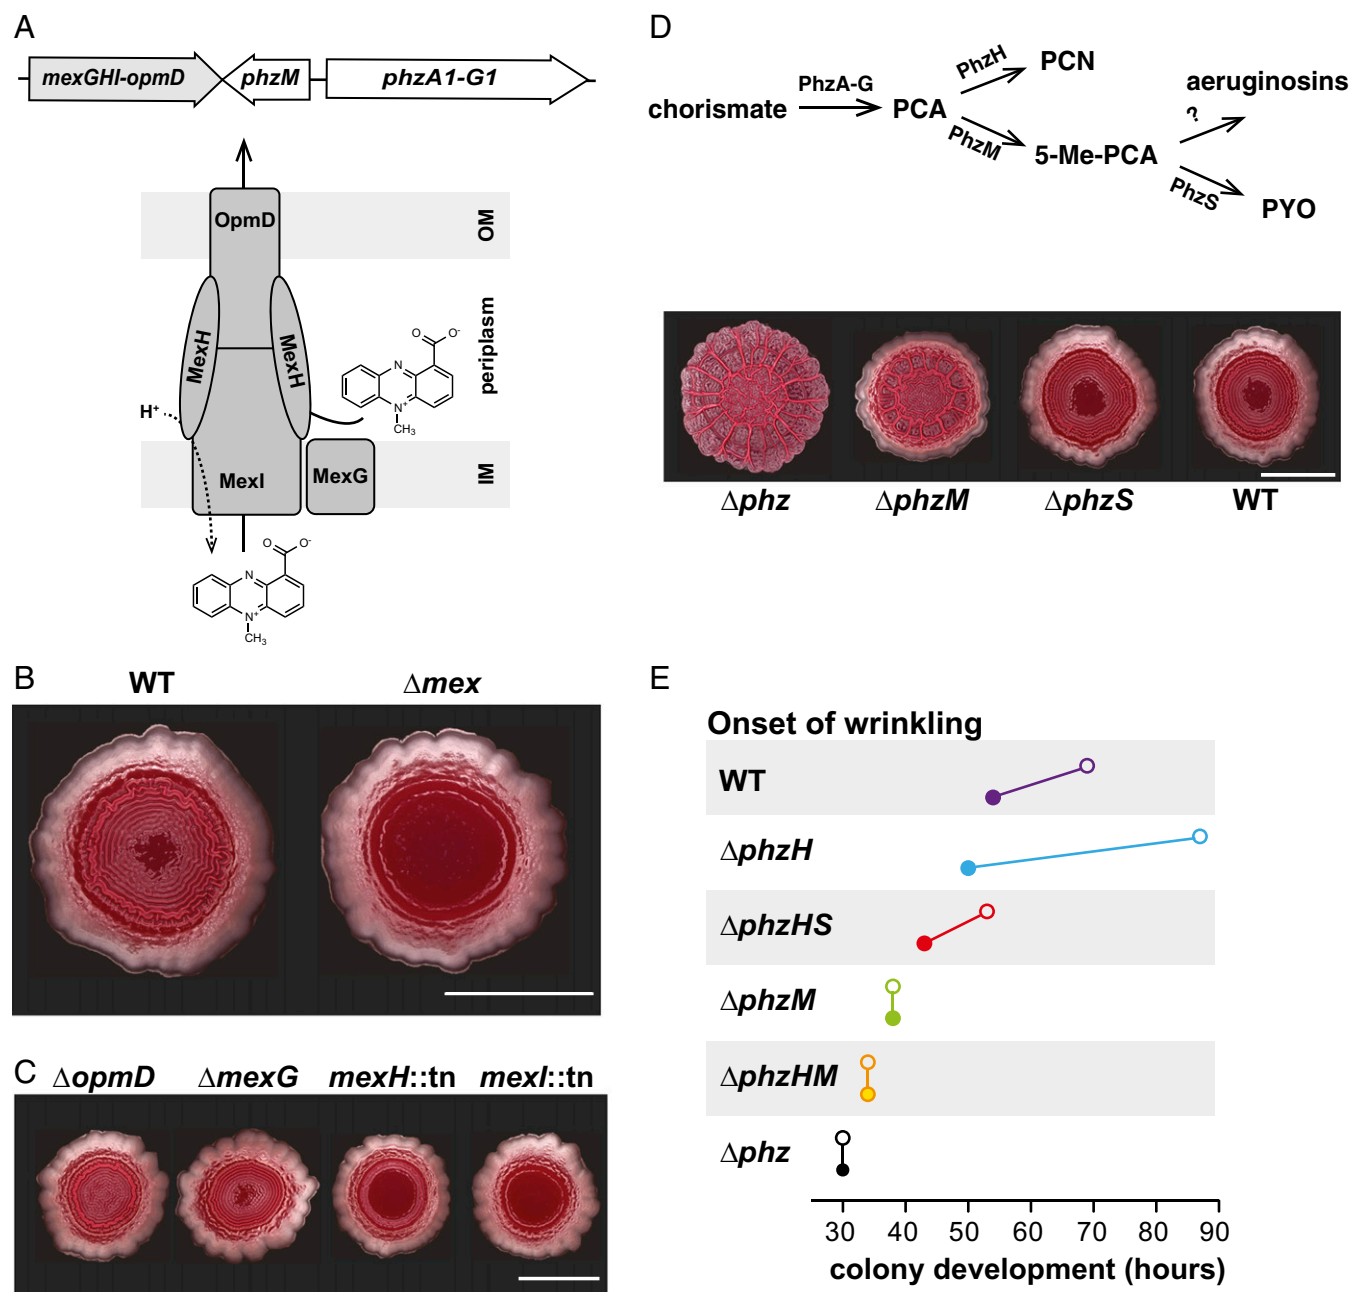 A
mexGHI-opmD
phzM
phzA1-G1
OpmD
OM
MexH
MexH
periplasm
H+
O
O-
N
N+
CH3
MexI
MexG
IM
O
O-
N
N+
CH3
B
WT
Δmex
C
ΔopmD
ΔmexG
mexH::tn
mexI::tn
D
chorismate
PhzA-G
PCA
PhzH
PCN
PhzM
5-Me-PCA
?
aeruginosins
PhzS
PYO
Δphz
ΔphzM
ΔphzS
WT
E
Onset of wrinkling
WT
ΔphzH
ΔphzHS
ΔphzM
ΔphzHM
Δphz
30 40 50 60 70 80 90
colony development (hours)